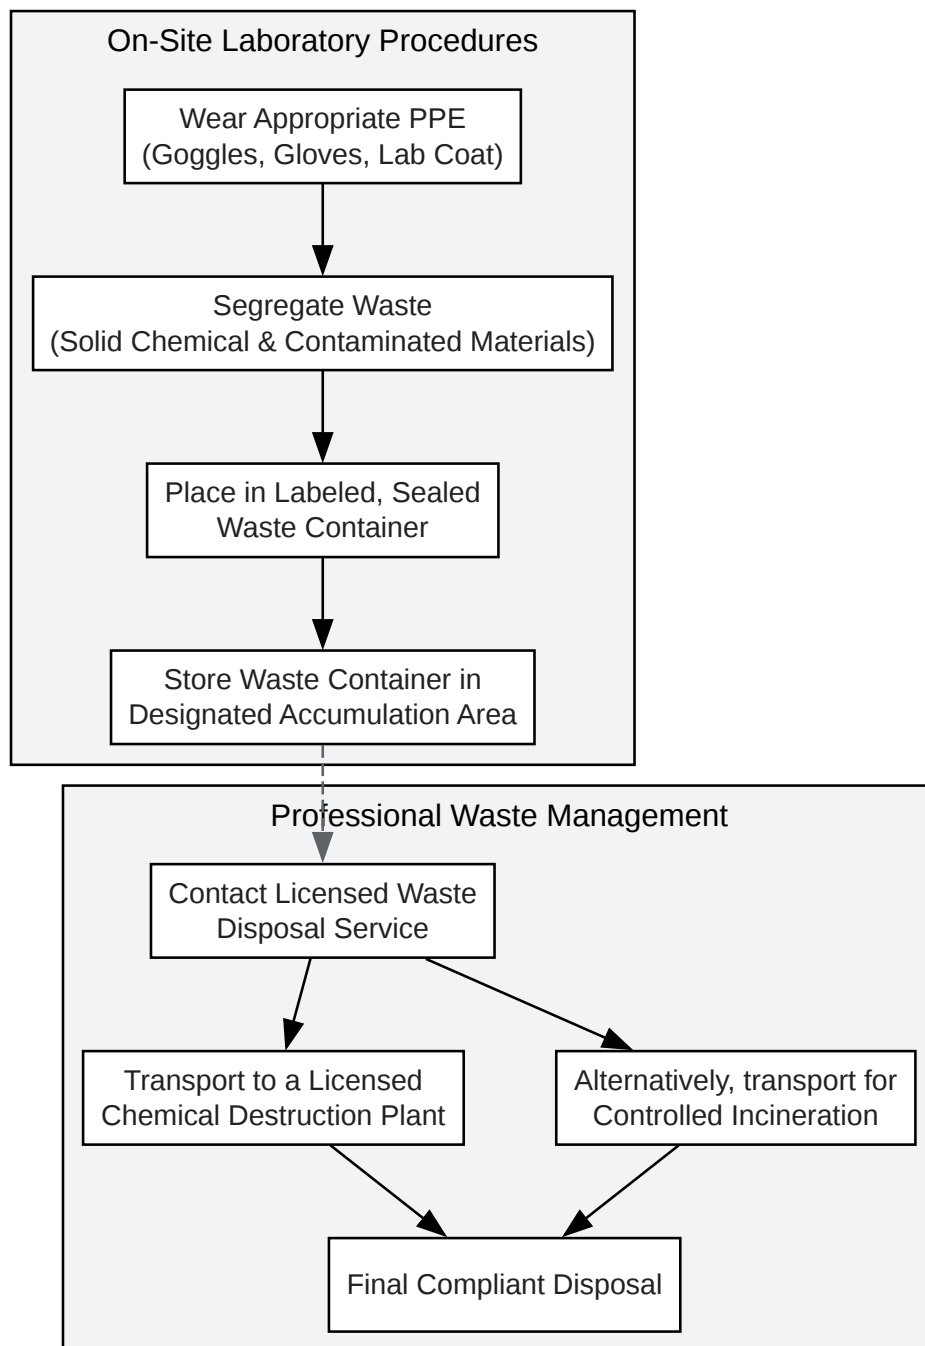 On-Site Laboratory Procedures
Wear Appropriate PPE
(Goggles, Gloves, Lab Coat)
Segregate Waste
(Solid Chemical & Contaminated Materials)
Place in Labeled, Sealed
Waste Container
Store Waste Container in
Designated Accumulation Area
Professional Waste Management
Contact Licensed Waste
Disposal Service
Transport to a Licensed
Chemical Destruction Plant
Alternatively, transport for
Controlled Incineration
Final Compliant Disposal